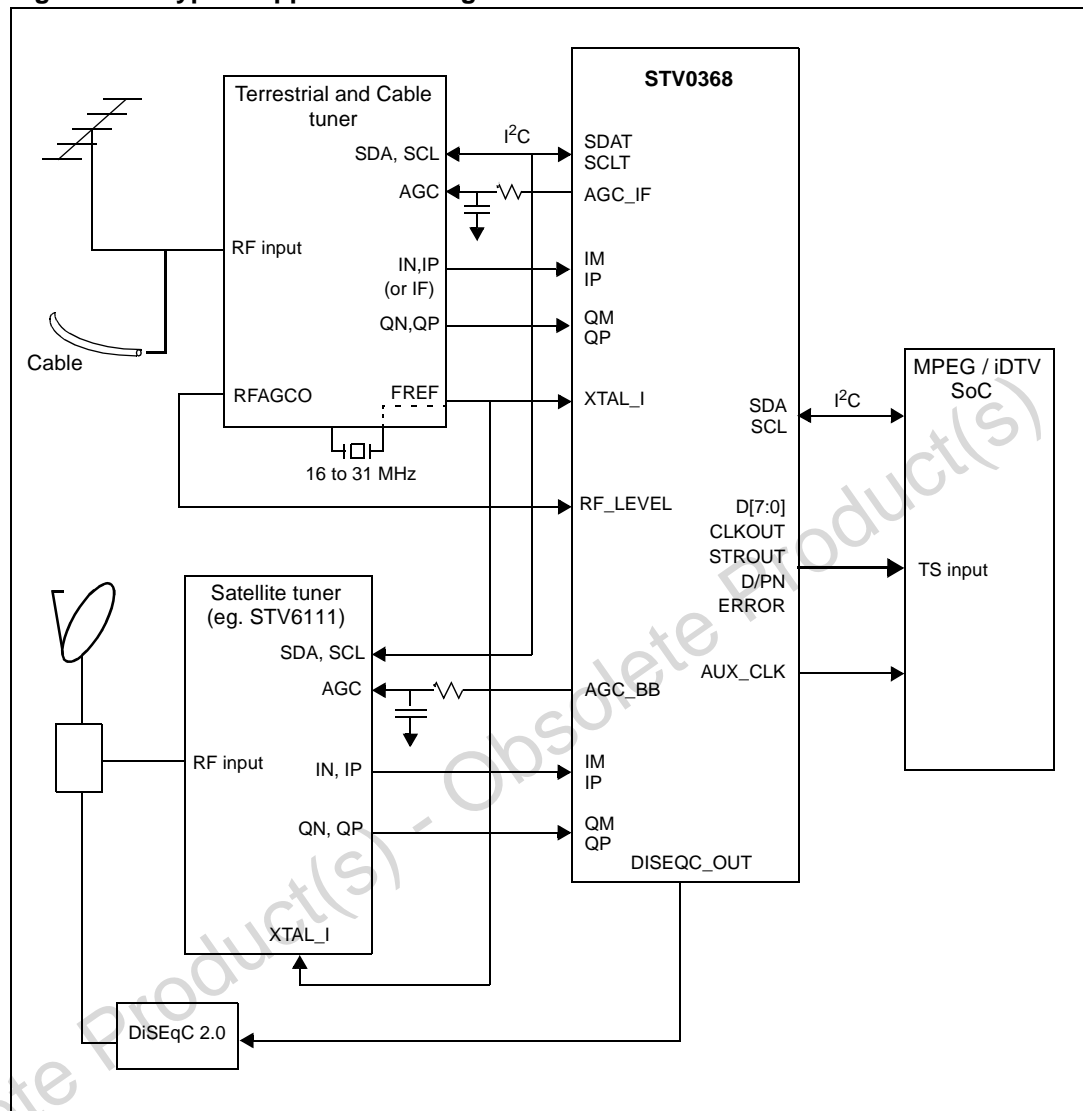 STV0368
Terrestrial and Cable
tuner
SDA, SCL
I²C
SDAT
SCLT
AGC
AGC_IF
RF input
IN,IP
(or IF)
IM
IP
QN,QP
QM
QP
Cable
RFAGCO
FREF
XTAL_I
16 to 31 MHz
RF_LEVEL
MPEG / iDTV
SoC
SDA
SCL
I²C
D[7:0]
CLKOUT
STROUT
D/PN
ERROR
TS input
AUX_CLK
Satellite tuner
(eg. STV6111)
SDA, SCL
AGC
AGC_BB
RF input
IN, IP
IM
IP
QN, QP
QM
QP
DISEQC_OUT
XTAL_I
DiSEqC 2.0
ete Product(s) - Obsolete Product(s)